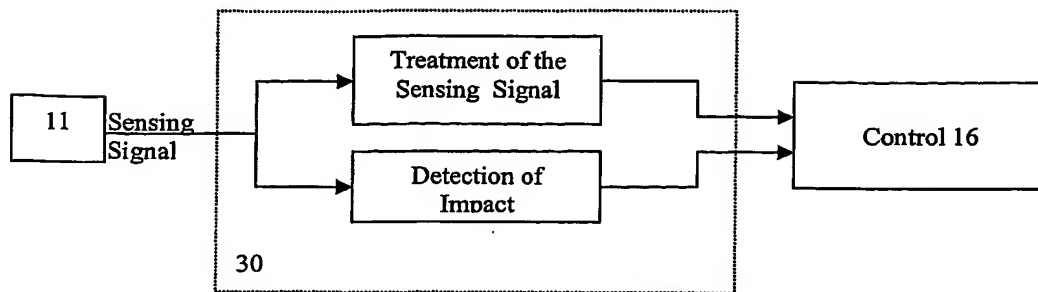 11
Sensing
Signal
Treatment of the
Sensing Signal
Detection of
Impact
30
Control 16